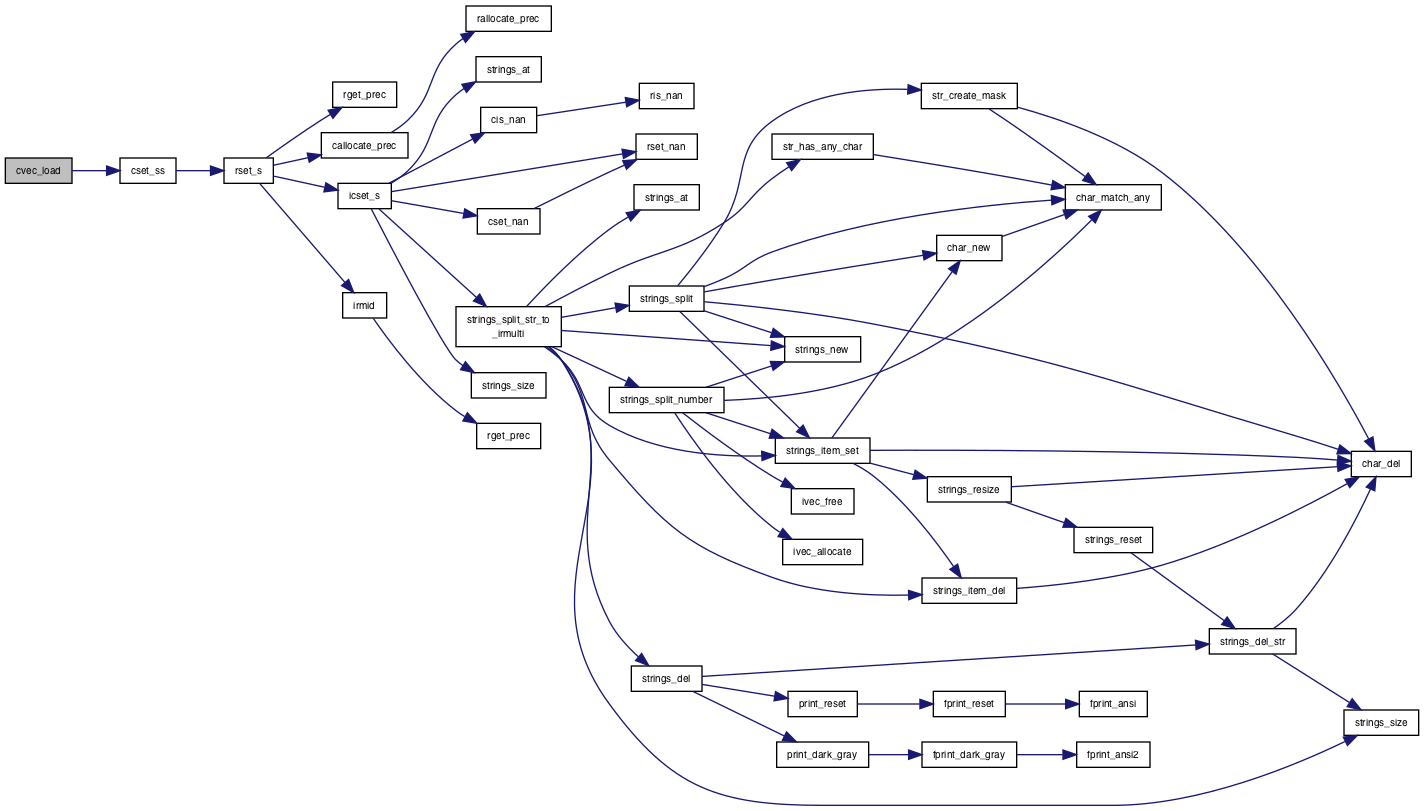 rallocate_prec
strings_at
rget_prec
ris_nan
str_create_mask
cis_nan
callocate_prec
rset_nan
str_has_any_char
cvec_load
cset_ss
rset_s
icset_s
strings_at
char_match_any
cset_nan
char_new
irmid
strings_split
strings_split_str_to
_irmulti
strings_new
strings_size
strings_split_number
rget_prec
strings_item_set
char_del
strings_resize
ivec_free
strings_reset
ivec_allocate
strings_item_del
strings_del_str
strings_del
print_reset
fprint_reset
fprint_ansi
strings_size
print_dark_gray
fprint_dark_gray
fprint_ansi2